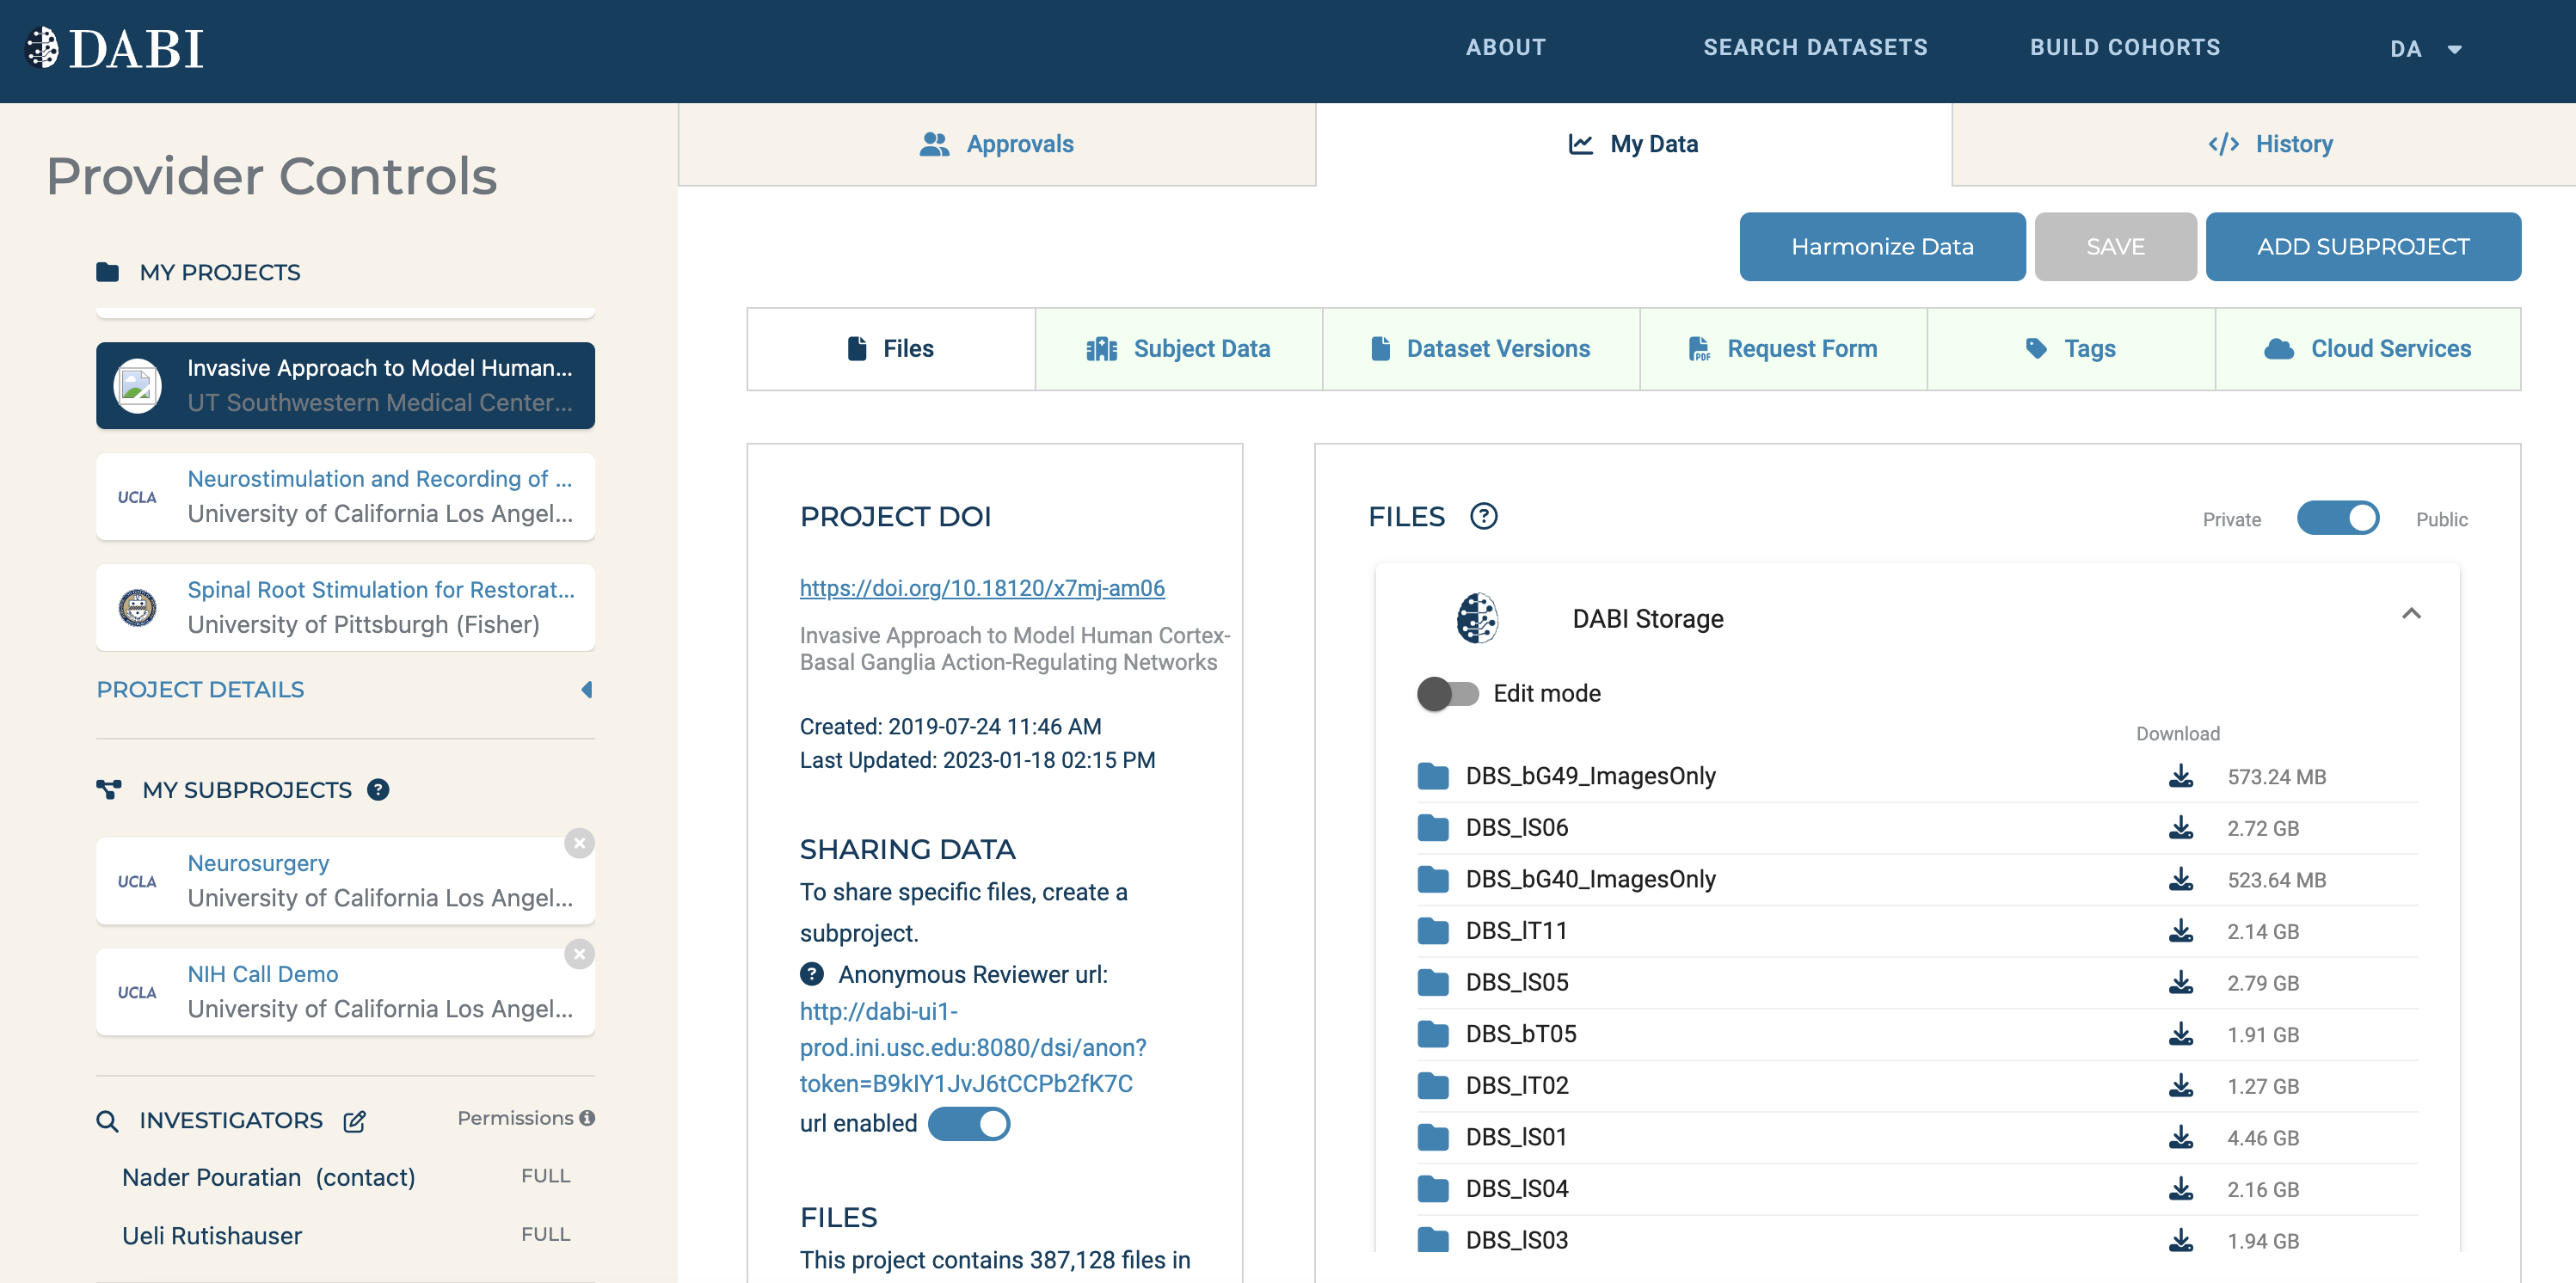 DABI
ABOUT
SEARCH DATASETS
BUILD COHORTS
DA
Provider Controls
MY PROJECTS
Invasive Approach to Model Human...
UT Southwestern Medical Center...
UCLA
Neurostimulation and Recording of ...
University of California Los Angel...
Spinal Root Stimulation for Restorat...
University of Pittsburgh (Fisher)
PROJECT DETAILS
MY SUBPROJECTS ?
UCLA
Neurosurgery
University of California Los Angel...
UCLA
NIH Call Demo
University of California Los Angel...
INVESTIGATORS
Permissions
Nader Pouratian (contact) FULL
Ueli Rutishauser FULL
Approvals
My Data
History
Harmonize Data
SAVE
ADD SUBPROJECT
Files
Subject Data
Dataset Versions
PDF
Request Form
Tags
Cloud Services
PROJECT DOI
https://doi.org/10.18120/x7mj-am06
Invasive Approach to Model Human Cortex-
Basal Ganglia Action-Regulating Networks
Created: 2019-07-24 11:46 AM
Last Updated: 2023-01-18 02:15 PM
SHARING DATA
To share specific files, create a
subproject.
? Anonymous Reviewer url:
http://dabi-ui1-
prod.ini.usc.edu:8080/dsi/anon?
token=B9kIY1JvJ6tCCPb2fK7C
url enabled
FILES
This project contains 387,128 files in
FILES ?
Private
Public
DABI Storage
Edit mode
Download
DBS_bG49_ImagesOnly 573.24 MB
DBS_lS06 2.72 GB
DBS_bG40_ImagesOnly 523.64 MB
DBS_lT11 2.14 GB
DBS_lS05 2.79 GB
DBS_bT05 1.91 GB
DBS_lT02 1.27 GB
DBS_lS01 4.46 GB
DBS_lS04 2.16 GB
DBS_lS03 1.94 GB